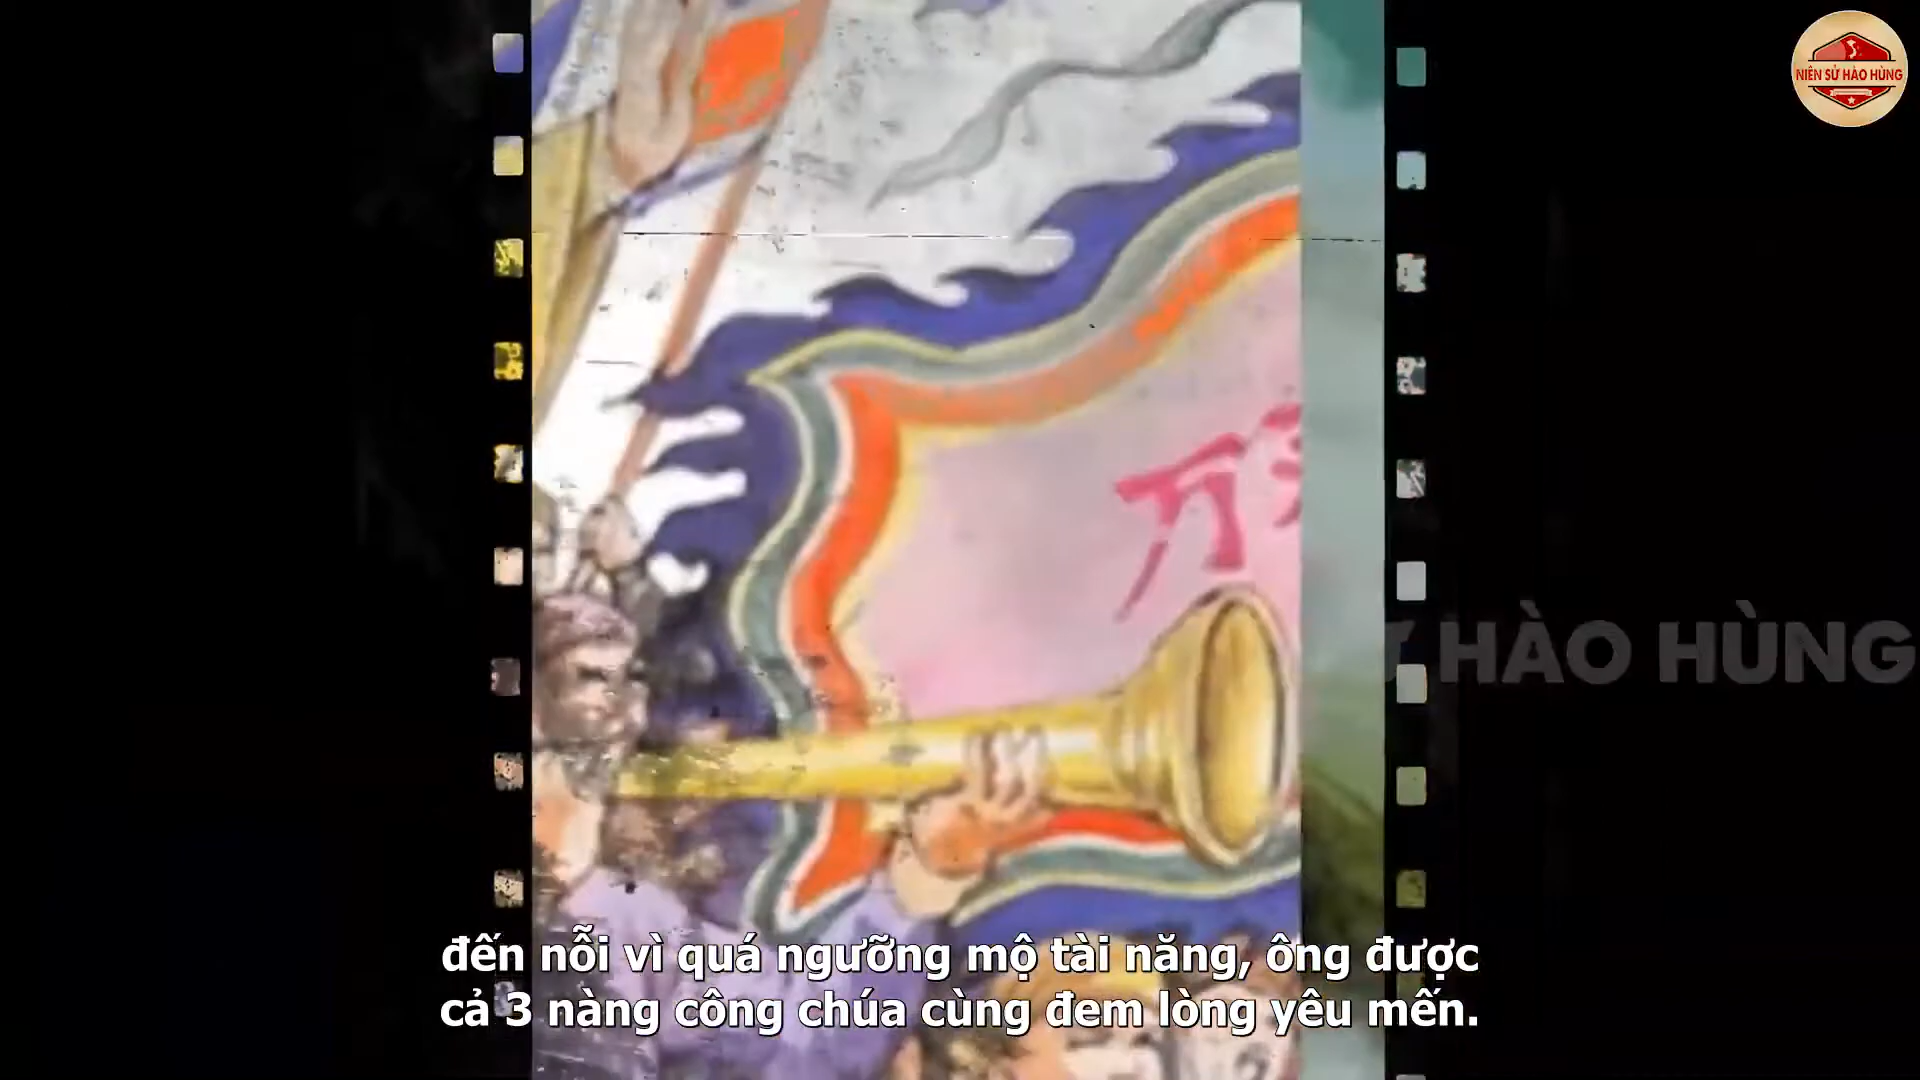 NIÊN SỬ HÀO HÙNG
万
HÀO HÙNG
đến nỗi vì quá ngưỡng mộ tài năng, ông được
cả 3 nàng công chúa cùng đem lòng yêu mến.